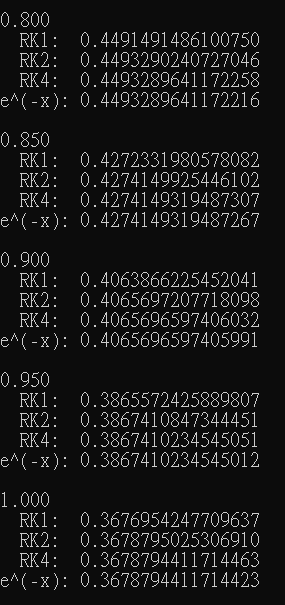 0.800
RK1: 0.4491491486100750
RK2: 0.4493290240727046
RK4: 0.4493289641172258
e^(-x): 0.4493289641172216
0.850
RK1: 0.4272331980578082
RK2: 0.4274149925446102
RK4: 0.4274149319487307
e^(-x): 0.4274149319487267
0.900
RK1: 0.4063866225452041
RK2: 0.4065697207718098
RK4: 0.4065696597406032
e^(-x): 0.4065696597405991
0.950
RK1: 0.3865572425889807
RK2: 0.3867410847344451
RK4: 0.3867410234545051
e^(-x): 0.3867410234545012
1.000
RK1: 0.3676954247709637
RK2: 0.3678795025306910
RK4: 0.3678794411714463
e^(-x): 0.3678794411714423